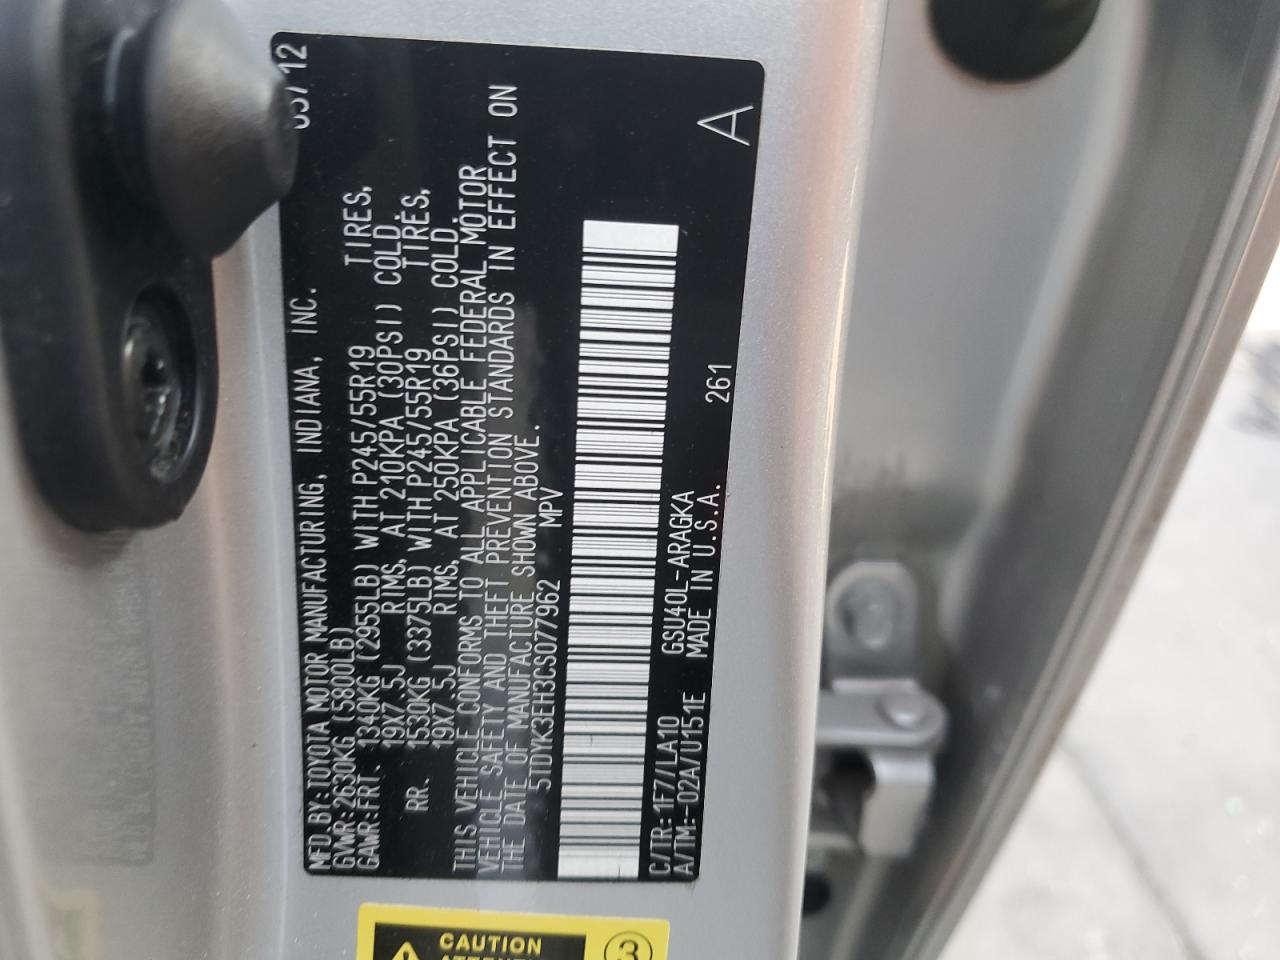 MFD.BY:TOYOTA MOTOR MANUFACTURING, INDIANA, INC. 12
GVWR:2630KG (5800LB)
GAWR:FRT 1340KG (2955LB) WITH P245/55R19 TIRES,
19X7.5J RIMS, AT 210KPA (30PSI) COLD.
RR. 1530KG (3375LB) WITH P245/55R19 TIRES,
19X7.5J RIMS, AT 250KPA (36PSI) COLD.
THIS VEHICLE CONFORMS TO ALL APPLICABLE FEDERAL MOTOR
VEHICLE SAFETY AND THEFT PREVENTION STANDARDS IN EFFECT ON
THE DATE OF MANUFACTURE SHOWN ABOVE.
5TDYK3EH3CS077962 MPV
C/TR:1F7/LA10 GSU40L-ARAGKA
A/TM:-02A/U151E MADE IN U.S.A. 261 A
CAUTION
3